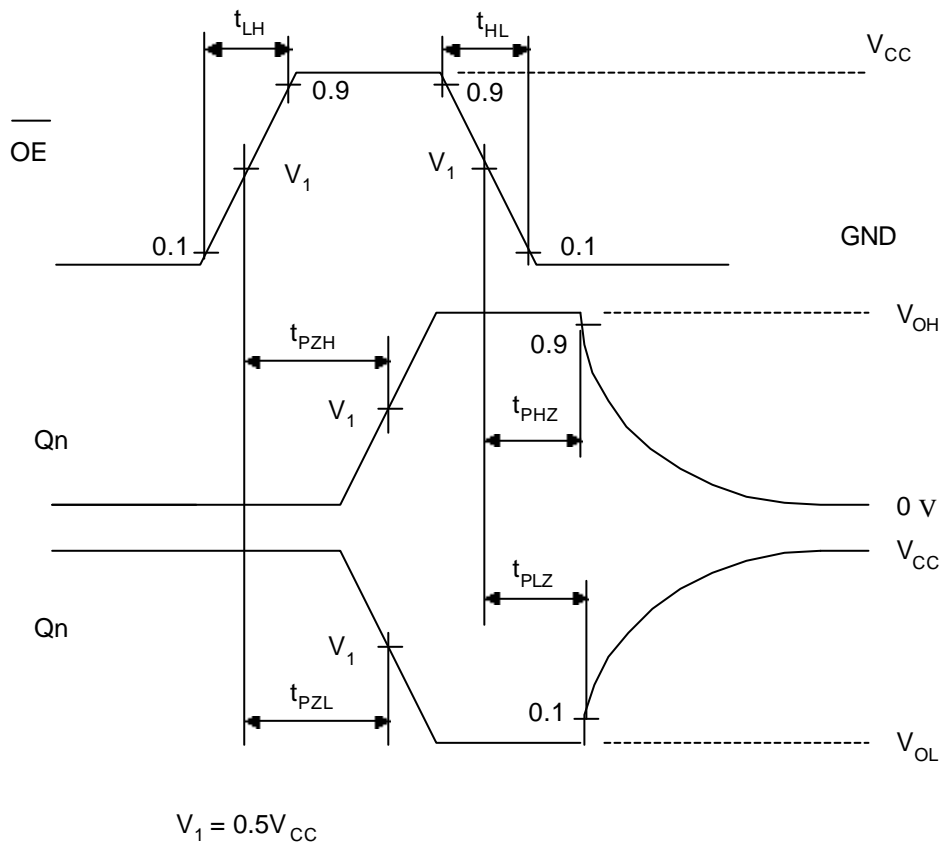 t_LH
t_HL
V_CC
0.9
0.9
O̅E̅
V_1
V_1
0.1
0.1
GND
V_OH
t_PZH
0.9
V_1
t_PHZ
Qn
0 V
V_CC
t_PLZ
Qn
V_1
t_PZL
0.1
V_OL
V_1 = 0.5V_CC